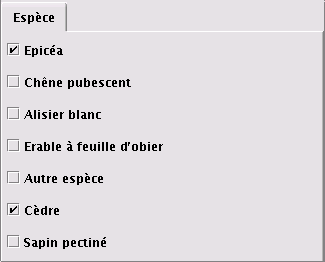 Espèce
Epicéa
Chêne pubescent
Alisier blanc
Erable à feuille d'obier
Autre espèce
Cèdre
Sapin pectiné